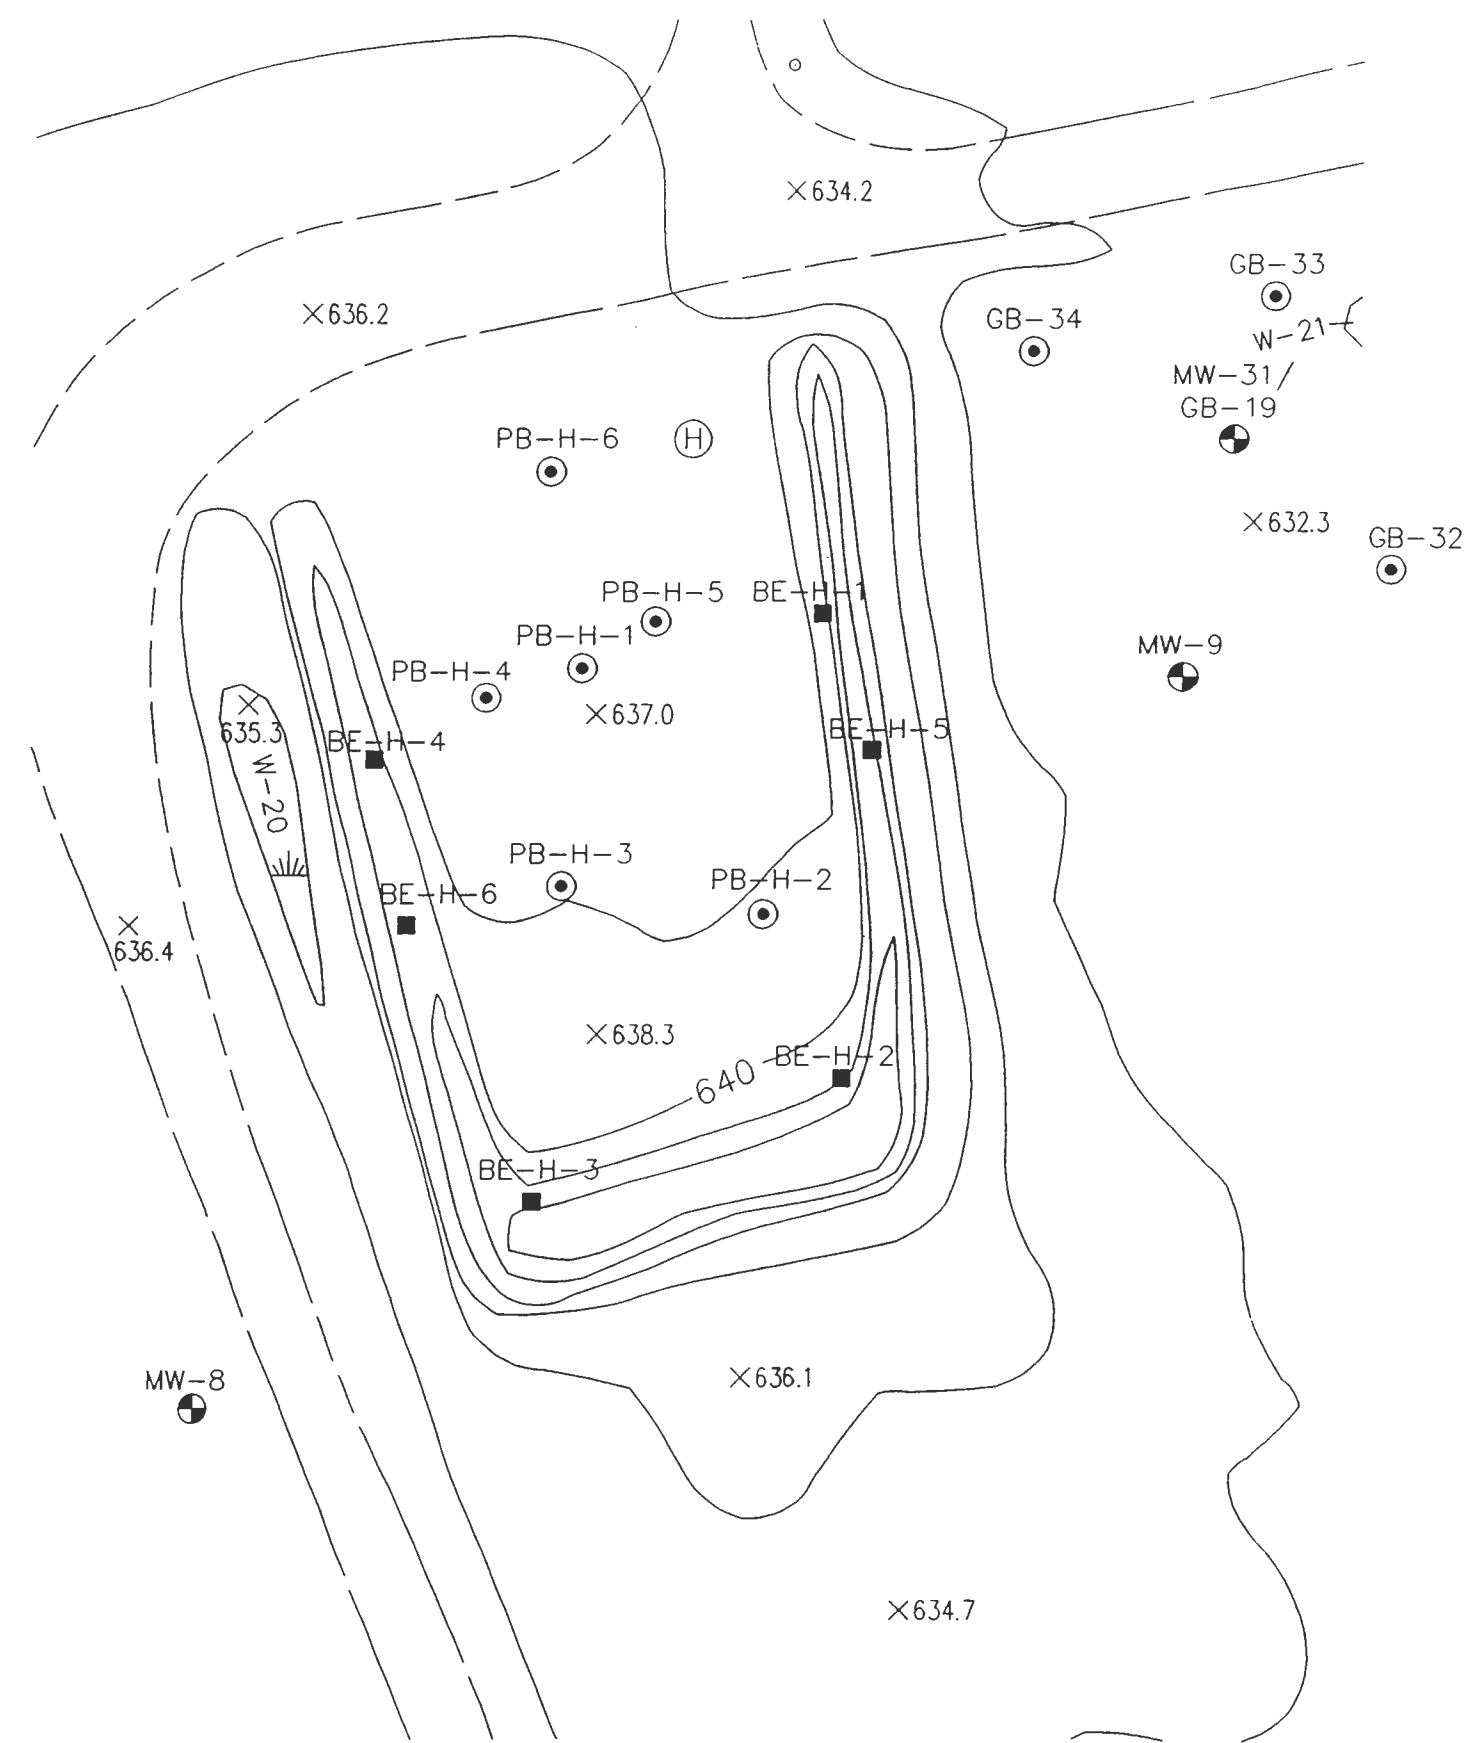 634.2
GB-33
636.2
GB-34
W-21
MW-31
GB-19
PB-H-6
H
632.3
GB-32
PB-H-5
BE-H-1
PB-H-1
MW-9
PB-H-4
637.0
635.3
BE-H-4
BE-H-5
W-20
PB-H-3
PB-H-2
BE-H-6
636.4
638.3
BE-H-2
640
BE-H-3
636.1
MW-8
634.7